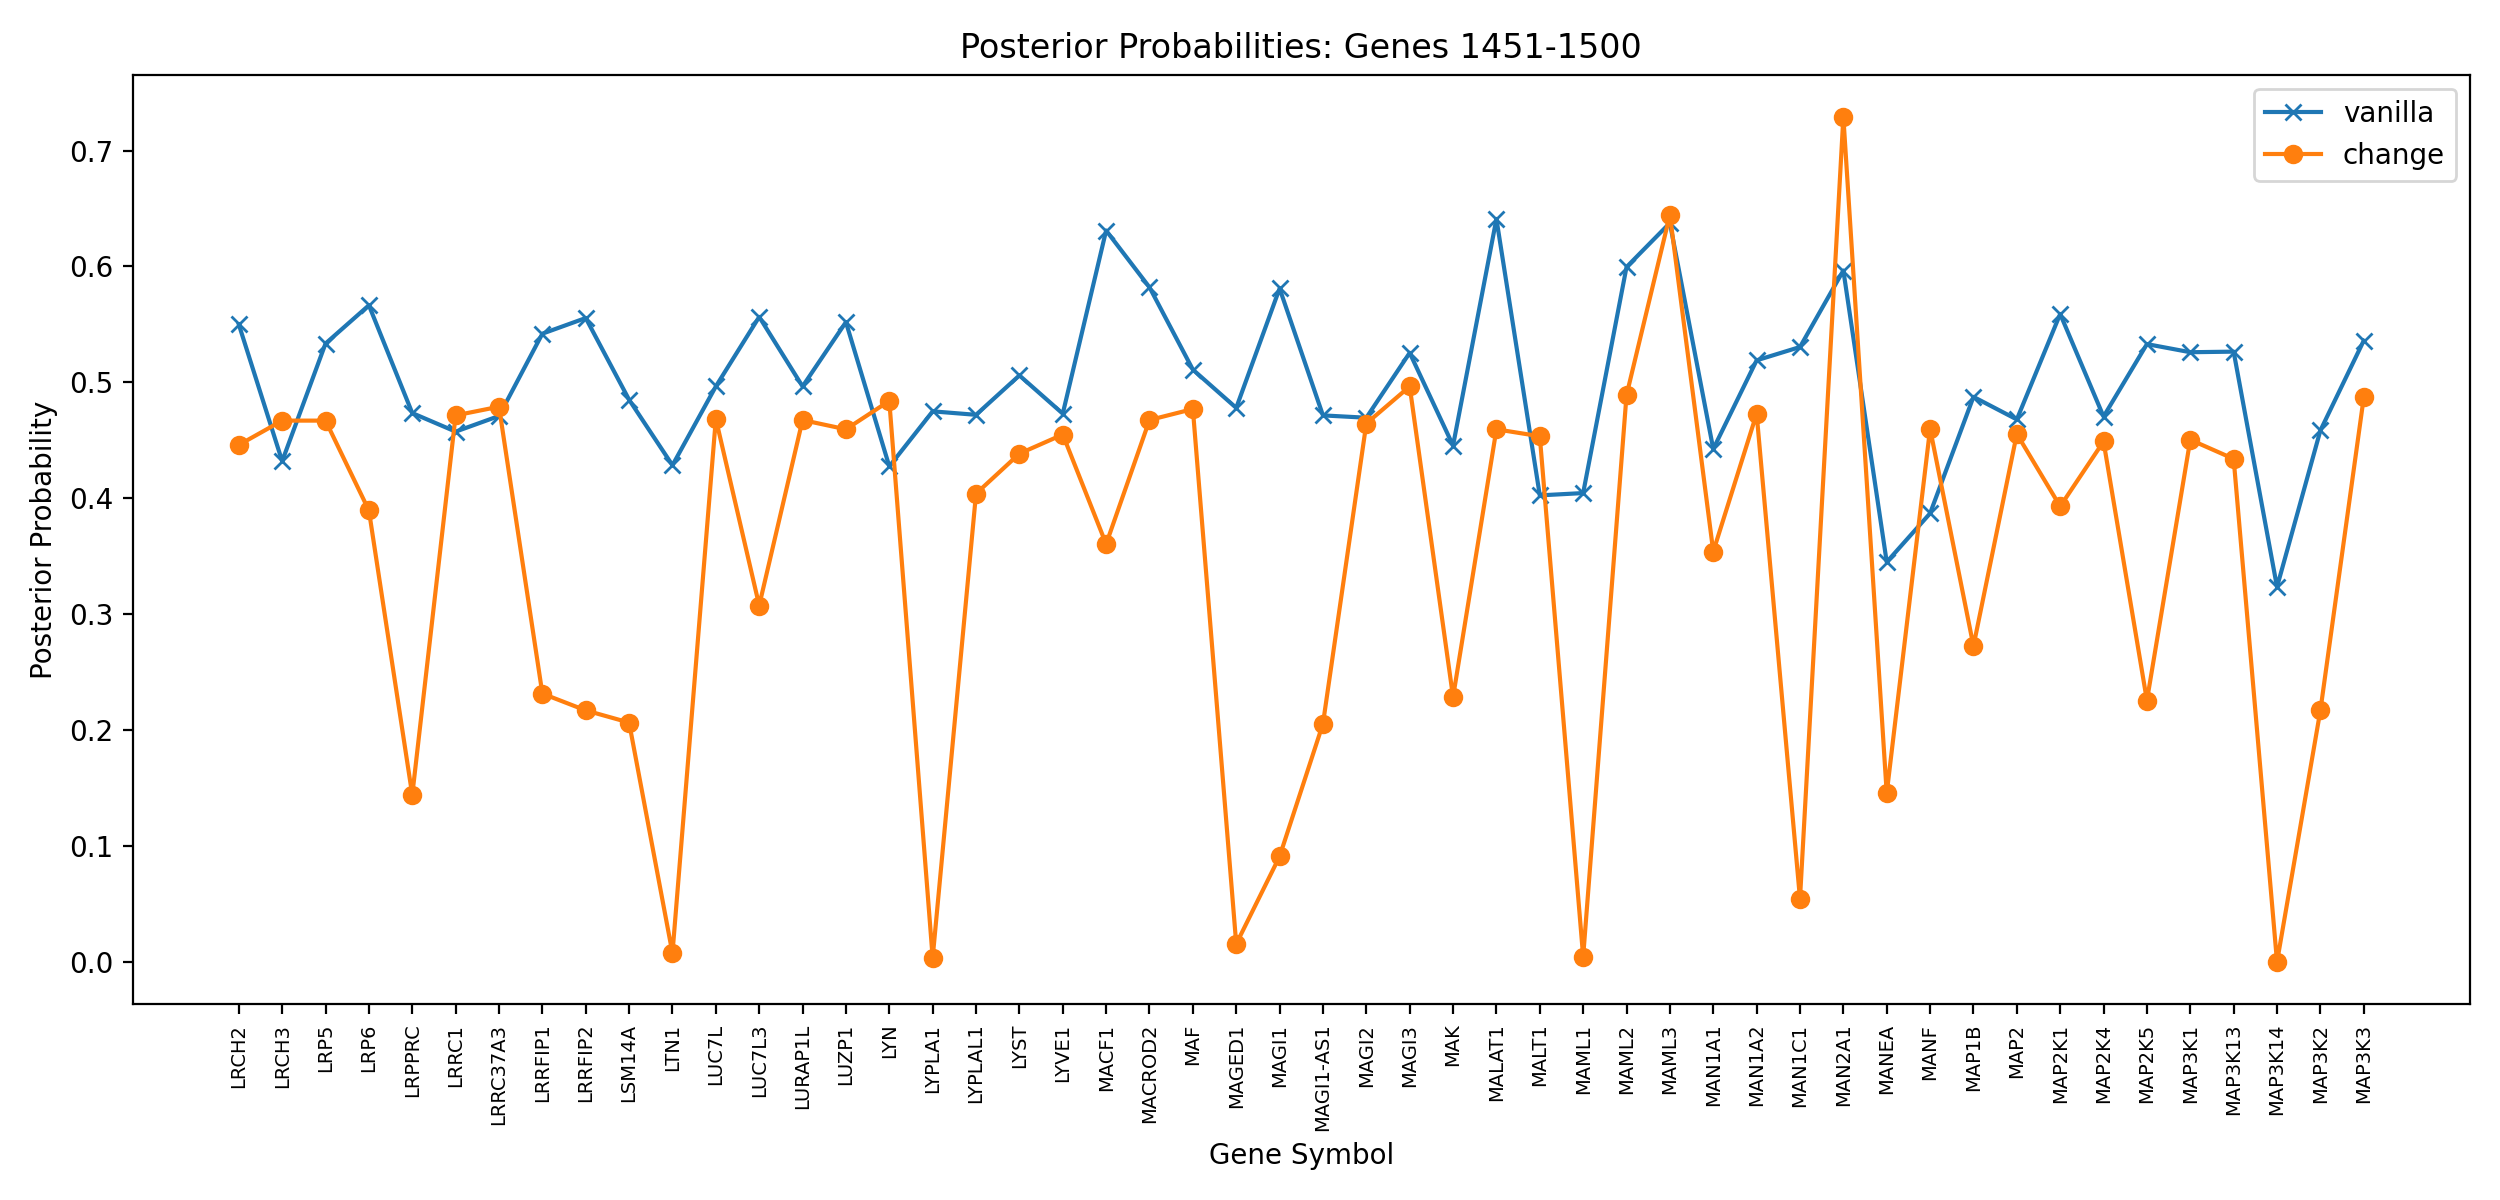 Posterior Probabilities: Genes 1451-1500
vanilla
change
Posterior Probability
0.7
0.6
0.5
0.4
0.3
0.2
0.1
0.0
LRCH2
LRCH3
LRP5
LRP6
LRPPRC
LRRC1
LRRC37A3
LRRFIP1
LRRFIP2
LSM14A
LTN1
LUC7L
LUC7L3
LURAP1L
LUZP1
LYN
LYPLA1
LYPLAL1
LYST
LYVE1
MACF1
MACROD2
MAF
MAGED1
MAGI1
MAGI1-AS1
MAGI2
MAGI3
MAK
MALAT1
MALT1
MAML1
MAML2
MAML3
MAN1A1
MAN1A2
MAN1C1
MAN2A1
MANEA
MANF
MAP1B
MAP2
MAP2K1
MAP2K4
MAP2K5
MAP3K1
MAP3K13
MAP3K14
MAP3K2
MAP3K3
Gene Symbol